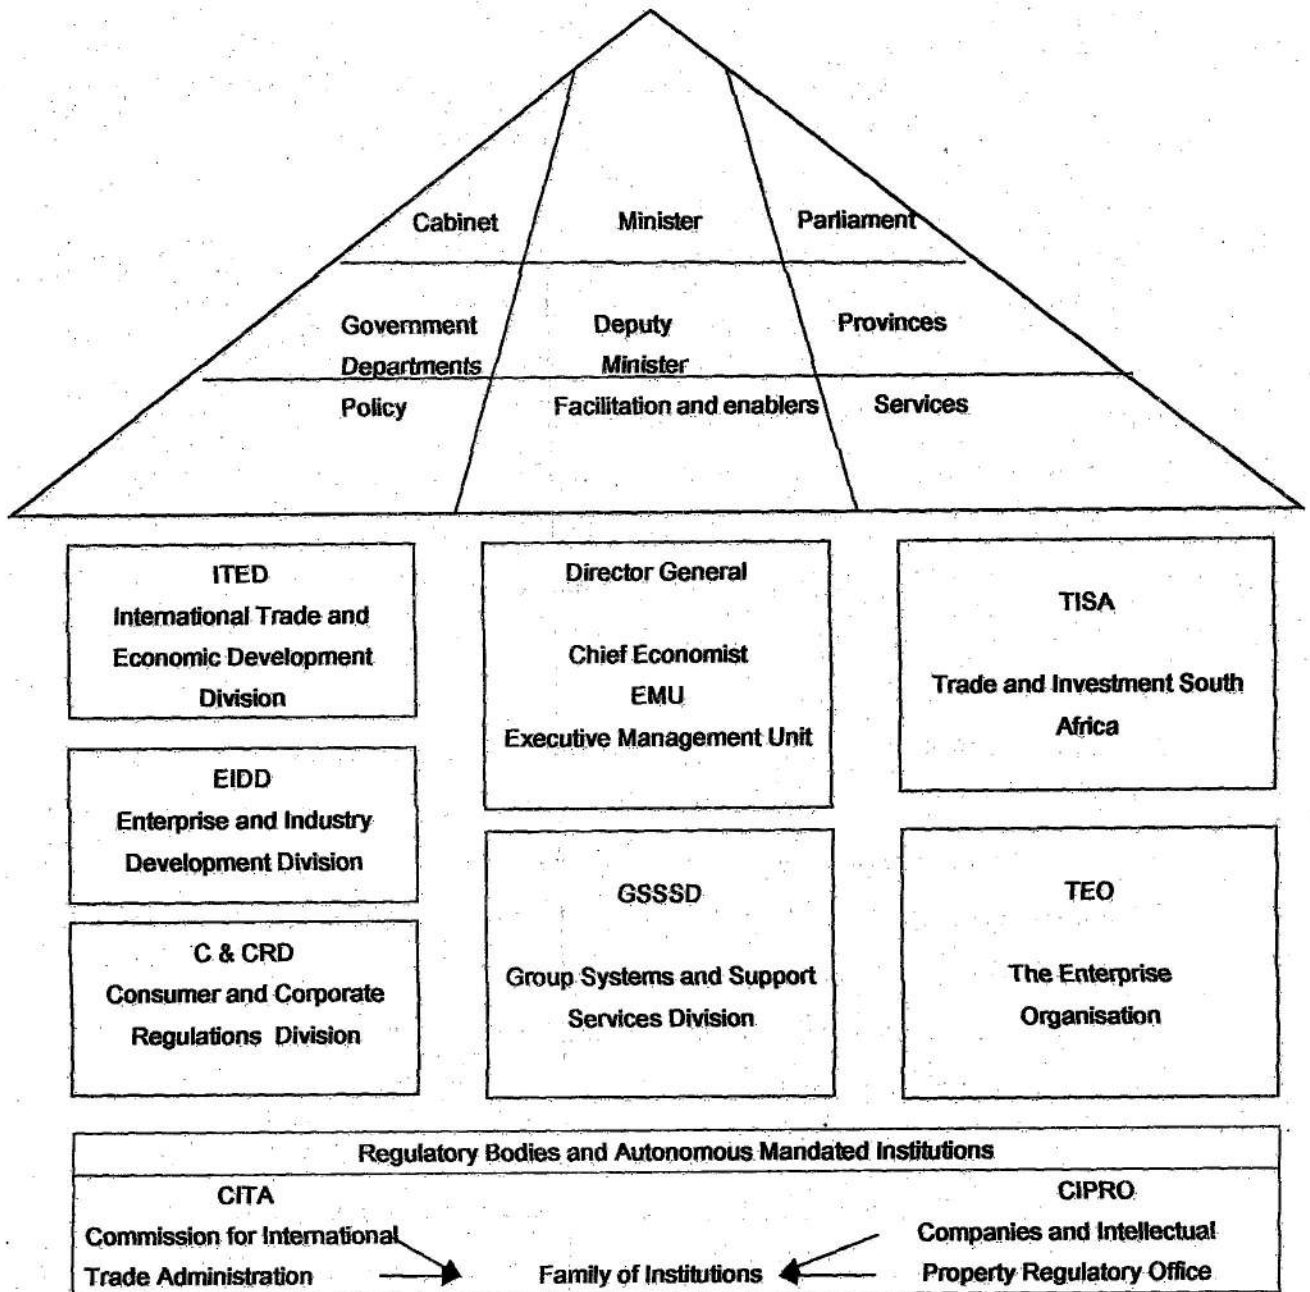 Cabinet Minister Parliament
Government Deputy Provinces
Departments Minister
Policy Facilitation and enablers Services
ITED
International Trade and
Economic Development
Division
EIDD
Enterprise and Industry
Development Division
C & CRD
Consumer and Corporate
Regulations Division
Director General
Chief Economist
EMU
Executive Management Unit
GSSSD
Group Systems and Support
Services Division
TISA
Trade and Investment South
Africa
TEO
The Enterprise
Organisation
Regulatory Bodies and Autonomous Mandated Institutions
CITA
Commission for International
Trade Administration
Family of Institutions
CIPRO
Companies and Intellectual
Property Regulatory Office